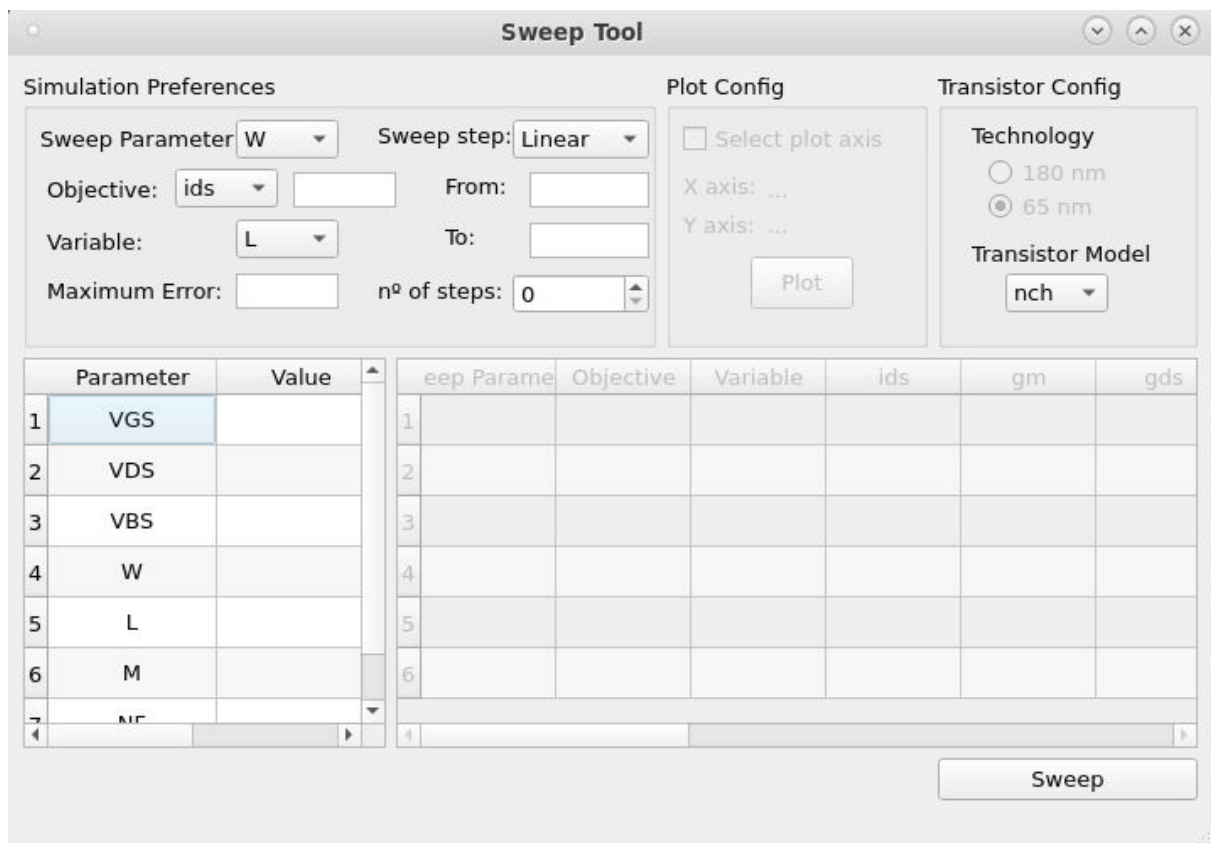 Sweep Tool
Simulation Preferences
Plot Config
Transistor Config
Sweep Parameter W
Sweep step: Linear
Select plot axis
Technology
Objective: ids
From:
X axis: ...
180 nm
65 nm
Variable: L
To:
Y axis: ...
Transistor Model
Maximum Error:
nº of steps: 0
Plot
nch
Parameter Value
eep Parame Objective Variable ids gm gds
1 VGS
1
2 VDS
2
3 VBS
3
4 W
4
5 L
5
6 M
6
Sweep